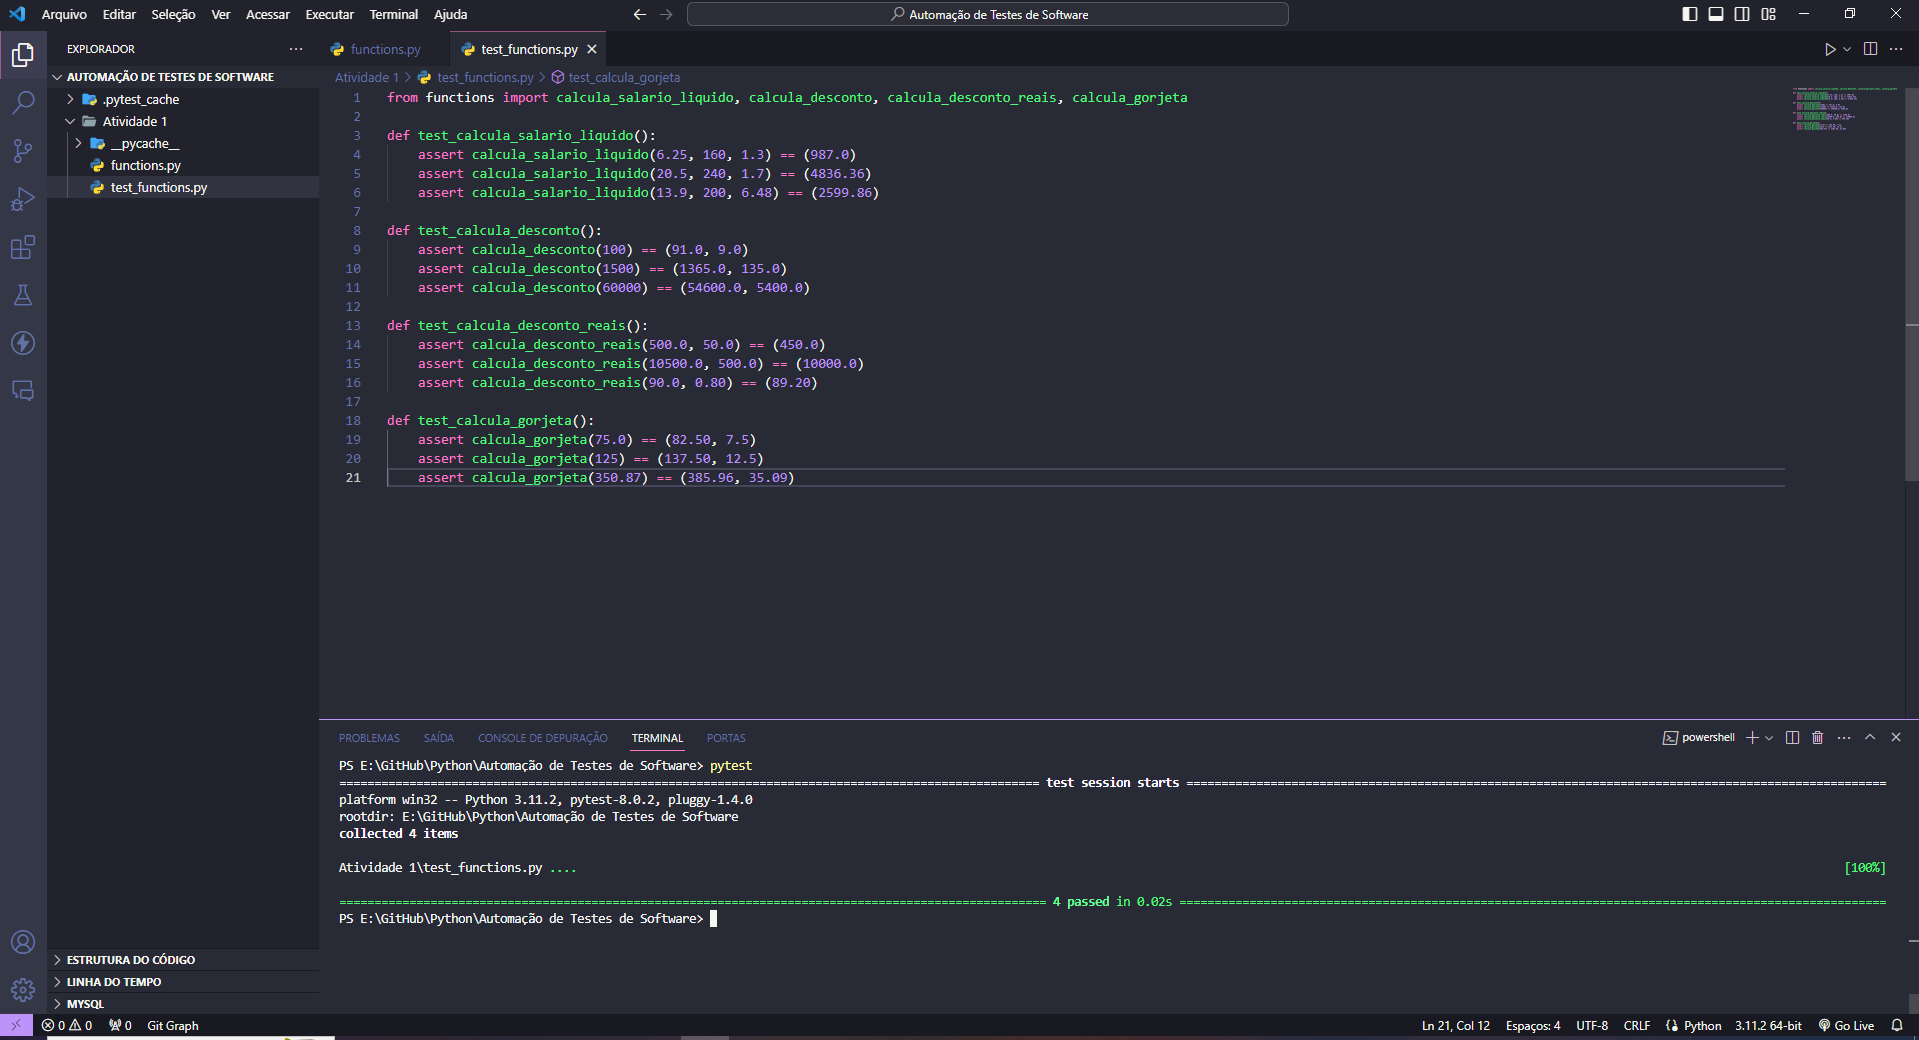 Arquivo Editar Seleção Ver Acessar Executar Terminal Ajuda
Automação de Testes de Software
EXPLORADOR
AUTOMAÇÃO DE TESTES DE SOFTWARE
.pytest_cache
Atividade 1
__pycache__
functions.py
test_functions.py
ESTRUTURA DO CÓDIGO
LINHA DO TEMPO
MYSQL
functions.py test_functions.py
Atividade 1 > test_functions.py > test_calcula_gorjeta
1 from functions import calcula_salario_liquido, calcula_desconto, calcula_desconto_reais, calcula_gorjeta
2
3 def test_calcula_salario_liquido():
4 assert calcula_salario_liquido(6.25, 160, 1.3) == (987.0)
5 assert calcula_salario_liquido(20.5, 240, 1.7) == (4836.36)
6 assert calcula_salario_liquido(13.9, 200, 6.48) == (2599.86)
7
8 def test_calcula_desconto():
9 assert calcula_desconto(100) == (91.0, 9.0)
10 assert calcula_desconto(1500) == (1365.0, 135.0)
11 assert calcula_desconto(60000) == (54600.0, 5400.0)
12
13 def test_calcula_desconto_reais():
14 assert calcula_desconto_reais(500.0, 50.0) == (450.0)
15 assert calcula_desconto_reais(10500.0, 500.0) == (10000.0)
16 assert calcula_desconto_reais(90.0, 0.80) == (89.20)
17
18 def test_calcula_gorjeta():
19 assert calcula_gorjeta(75.0) == (82.50, 7.5)
20 assert calcula_gorjeta(125) == (137.50, 12.5)
21 assert calcula_gorjeta(350.87) == (385.96, 35.09)
PROBLEMAS SAÍDA CONSOLE DE DEPURAÇÃO TERMINAL PORTAS
powershell
PS E:\GitHub\Python\Automação de Testes de Software> pytest
test session starts
platform win32 -- Python 3.11.2, pytest-8.0.2, pluggy-1.4.0
rootdir: E:\GitHub\Python\Automação de Testes de Software
collected 4 items
Atividade 1\test_functions.py .... [100%]
4 passed in 0.02s
PS E:\GitHub\Python\Automação de Testes de Software>
0 0 0 Git Graph Ln 21, Col 12 Espaços: 4 UTF-8 CRLF Python 3.11.2 64-bit Go Live